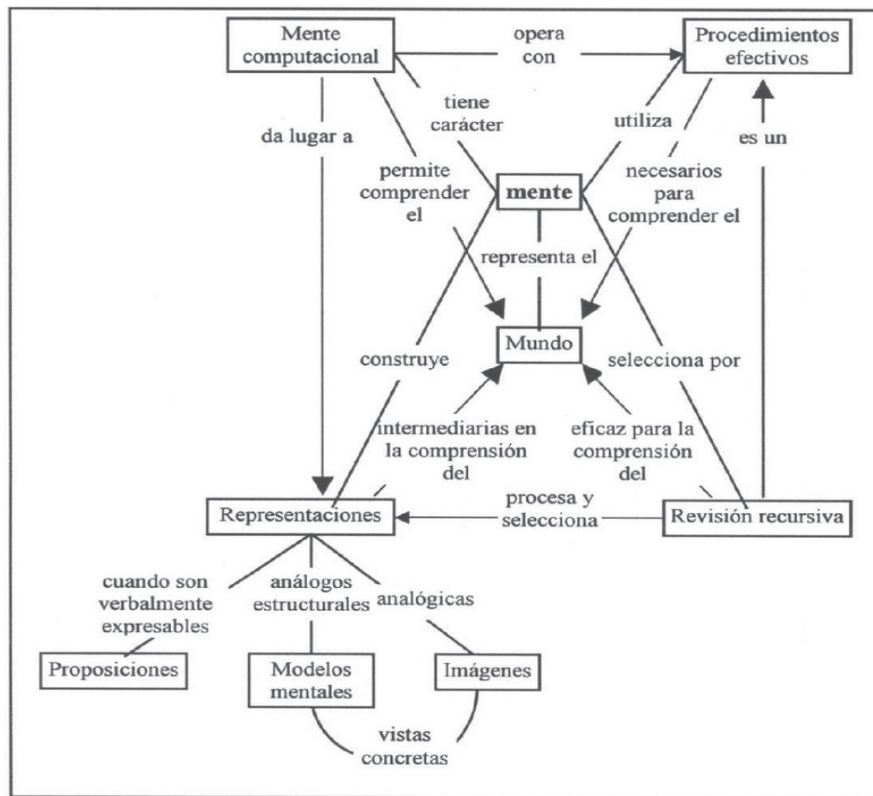 Mente
computacional
opera
con
Procedimientos
efectivos
tiene
carácter
utiliza
da lugar a
es un
permite
comprender
el
mente
necesarios
para
comprender el
representa el
Mundo
construye
selecciona por
intermediarias en
la comprensión
del
eficaz para la
comprensión
del
Representaciones
procesa y
selecciona
Revisión recursiva
cuando son
verbalmente
expresables
análogos
estructurales
analógicas
Proposiciones
Modelos
mentales
Imágenes
vistas
concretas